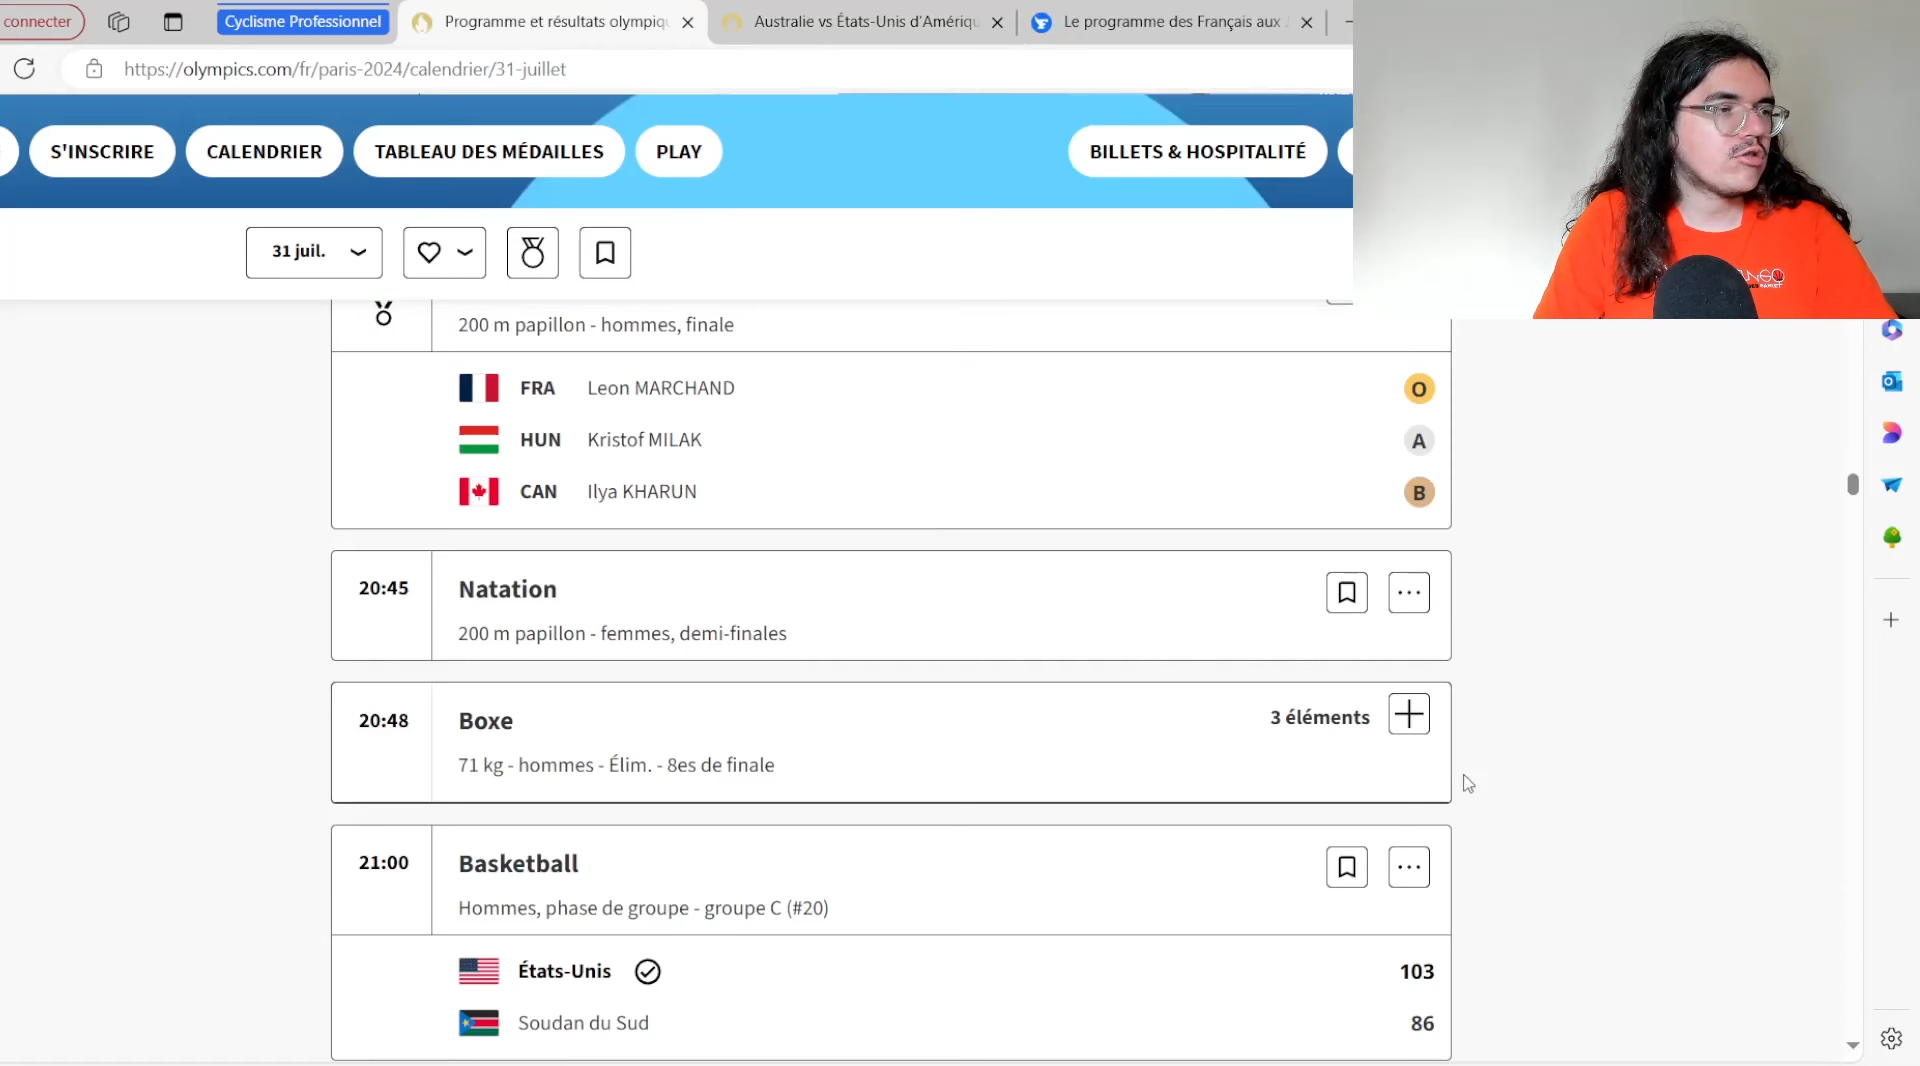 connecter
Cyclisme Professionnel
Programme et résultats olympiqu
Australie vs États-Unis d'Amériqu
Le programme des Français aux
https://olympics.com/fr/paris-2024/calendrier/31-juillet
S'INSCRIRE
CALENDRIER
TABLEAU DES MÉDAILLES
PLAY
BILLETS & HOSPITALITÉ
31 juil.
200 m papillon - hommes, finale
FRA Leon MARCHAND O
HUN Kristof MILAK A
CAN Ilya KHARUN B
20:45 Natation
200 m papillon - femmes, demi-finales
20:48 Boxe 3 éléments
71 kg - hommes - Élim. - 8es de finale
21:00 Basketball
Hommes, phase de groupe - groupe C (#20)
États-Unis 103
Soudan du Sud 86